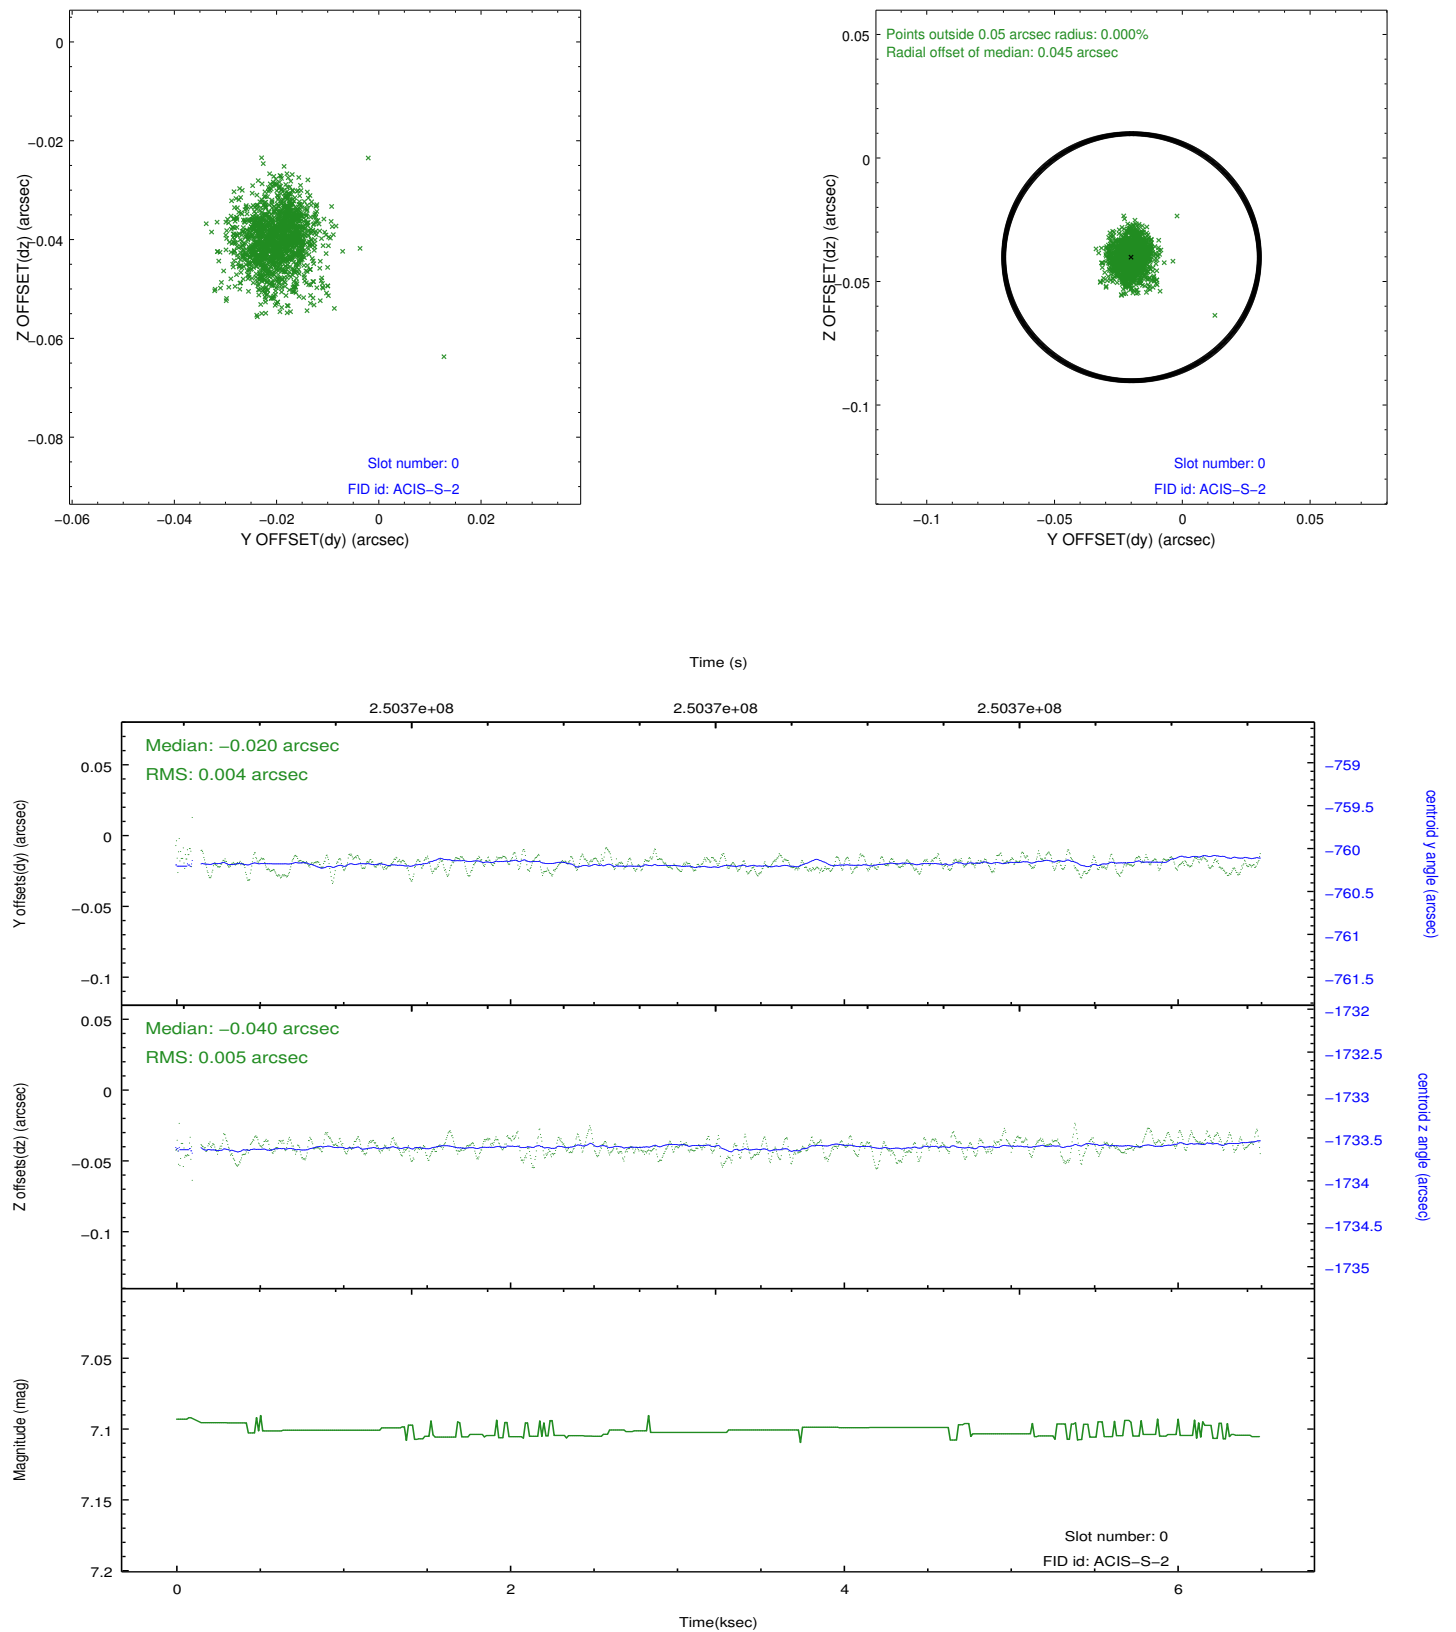 0
−0.02
−0.04
−0.06
−0.08
Z OFFSET(dz) (arcsec)
Slot number: 0
FID id: ACIS−S−2
−0.06
−0.04
−0.02
0
0.02
Y OFFSET(dy) (arcsec)
Points outside 0.05 arcsec radius: 0.000%
Radial offset of median: 0.045 arcsec
0.05
0
−0.05
−0.1
Z OFFSET(dz) (arcsec)
Slot number: 0
FID id: ACIS−S−2
−0.1
−0.05
0
0.05
Y OFFSET(dy) (arcsec)
Time (s)
2.5037e+08
2.5037e+08
2.5037e+08
Median: −0.020 arcsec
RMS: 0.004 arcsec
0.05
0
−0.05
−0.1
Y offsets(dy) (arcsec)
−759
−759.5
−760
−760.5
−761
−761.5
centroid y angle (arcsec)
Median: −0.040 arcsec
RMS: 0.005 arcsec
0.05
0
−0.05
−0.1
Z offsets(dz) (arcsec)
−1732
−1732.5
−1733
−1733.5
−1734
−1734.5
−1735
centroid z angle (arcsec)
7.05
7.1
7.15
7.2
Magnitude (mag)
Slot number: 0
FID id: ACIS−S−2
0
2
4
6
Time(ksec)